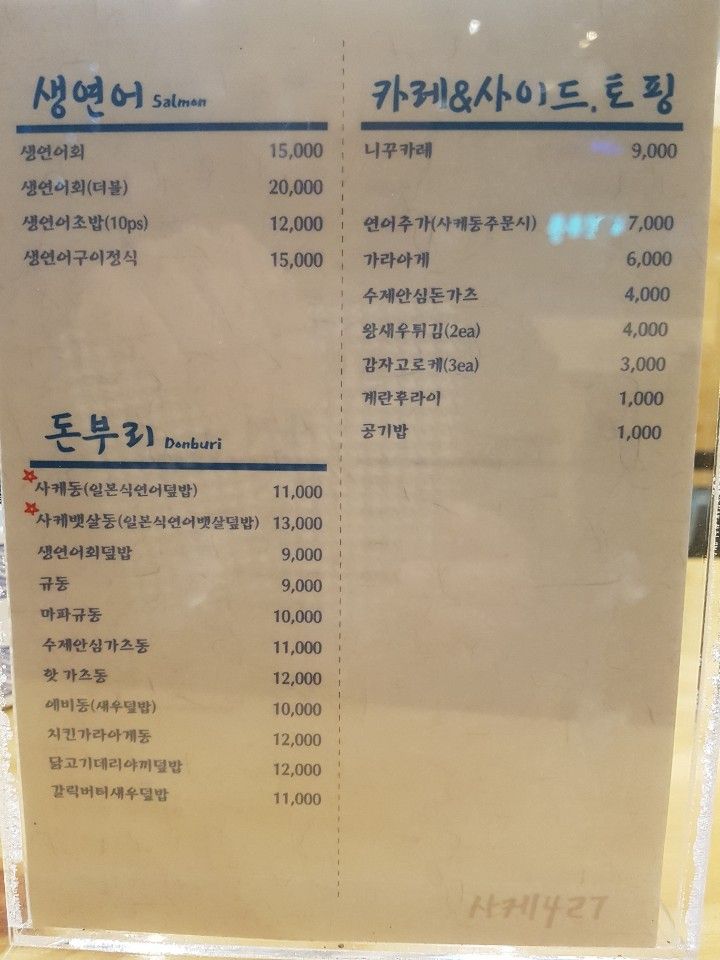 생연어 Salmon
생연어회 15,000
생연어회(더블) 20,000
생연어초밥(10ps) 12,000
생연어구이정식 15,000
돈부리 Donburi
사케동(일본식연어덮밥) 11,000
사케뱃살동(일본식연어뱃살덮밥) 13,000
생연어회덮밥 9,000
규동 9,000
마파규동 10,000
수제안심가츠동 11,000
핫 가츠동 12,000
에비동(새우덮밥) 10,000
치킨가라아게동 12,000
닭고기데리야끼덮밥 12,000
갈릭버터새우덮밥 11,000
카레&사이드.토핑
니꾸카레 9,000
연어추가(사케동주문시) 7,000
가라아게 6,000
수제안심돈가츠 4,000
왕새우튀김(2ea) 4,000
감자고로케(3ea) 3,000
계란후라이 1,000
공기밥 1,000
사케427